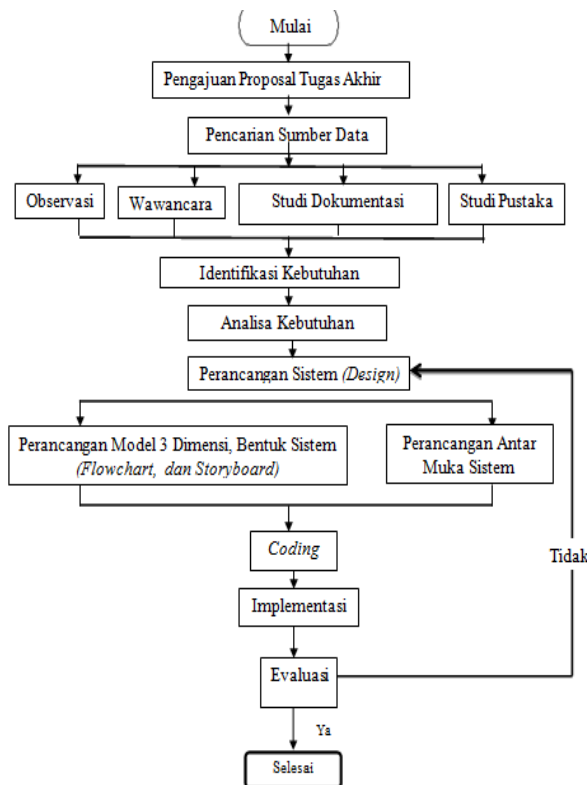 Mulai
Pengajuan Proposal Tugas Akhir
Pencarian Sumber Data
Observasi
Wawancara
Studi Dokumentasi
Studi Pustaka
Identifikasi Kebutuhan
Analisa Kebutuhan
Perancangan Sistem (Design)
Perancangan Model 3 Dimensi, Bentuk Sistem
(Flowchart, dan Storyboard)
Perancangan Antar
Muka Sistem
Coding
Tidak
Implementasi
Evaluasi
Ya
Selesai